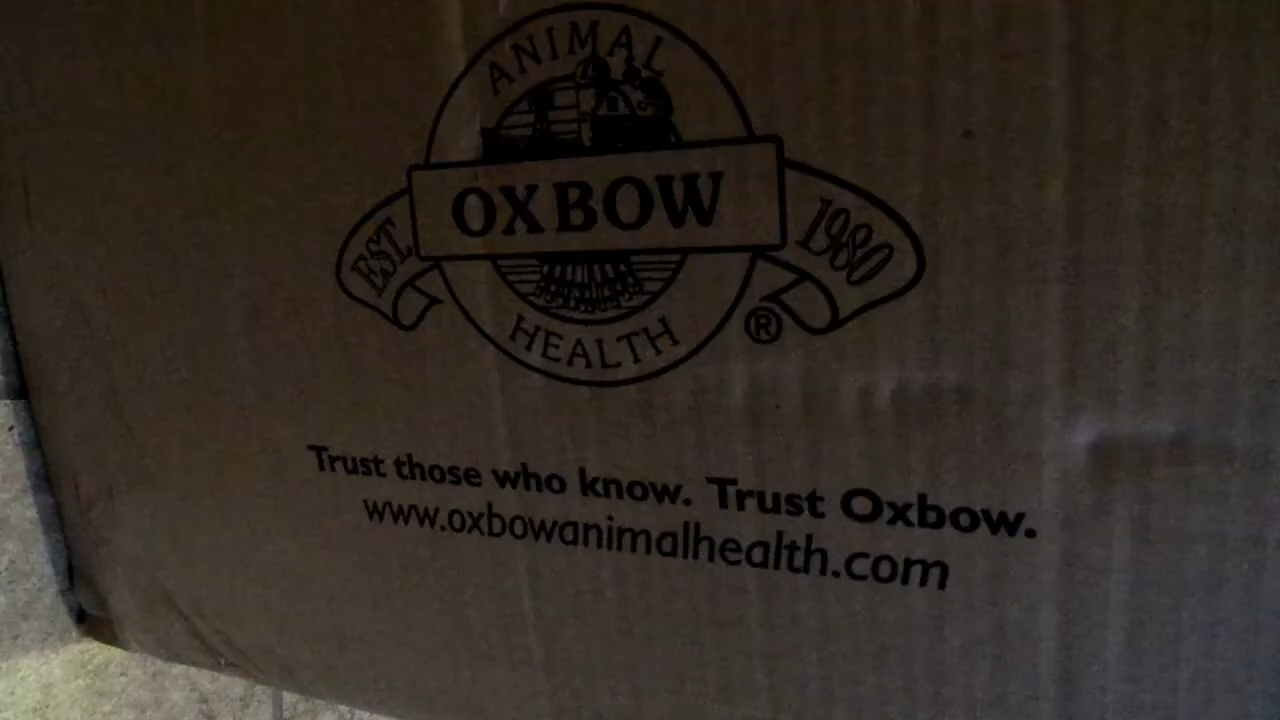 ANIMAL
OXBOW
EST 1980
HEALTH
®
Trust those who know. Trust Oxbow.
www.oxbowanimalhealth.com